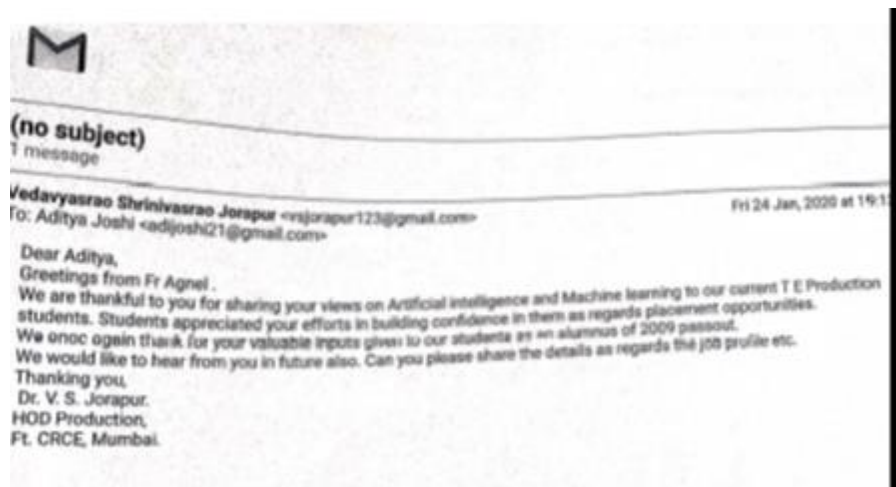 (no subject)
1 message
Vedavyasrao Shrinivasrao Jorapur <vsjorapur123@gmail.com>
Fri 24 Jan, 2020 at 19:1
To: Aditya Joshi <adijoshi21@gmail.com>
Dear Aditya,
Greetings from Fr Agnel .
We are thankful to you for sharing your views on Artificial intelligence and Machine learning to our current T E Production
students. Students appreciated your efforts in building confidence in them as regards placement opportunities.
We once again thank for your valuable inputs given to our students as an alumnus of 2009 passout.
We would like to hear from you in future also. Can you please share the details as regards the job profile etc.
Thanking you,
Dr. V. S. Jorapur.
HOD Production,
Ft. CRCE, Mumbai.